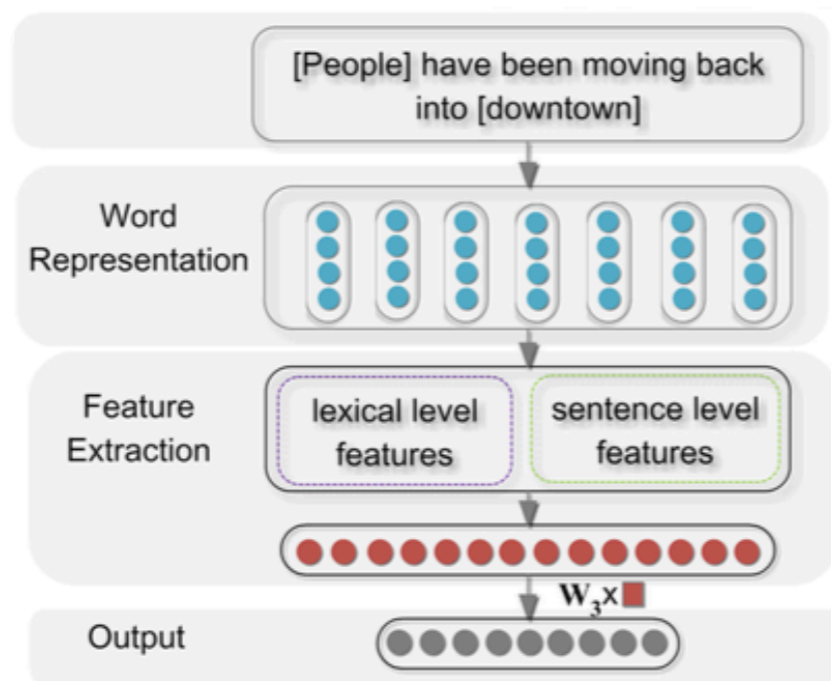 [People] have been moving back
into [downtown]
Word
Representation
Feature
Extraction
lexical level
features
sentence level
features
W₃x
Output